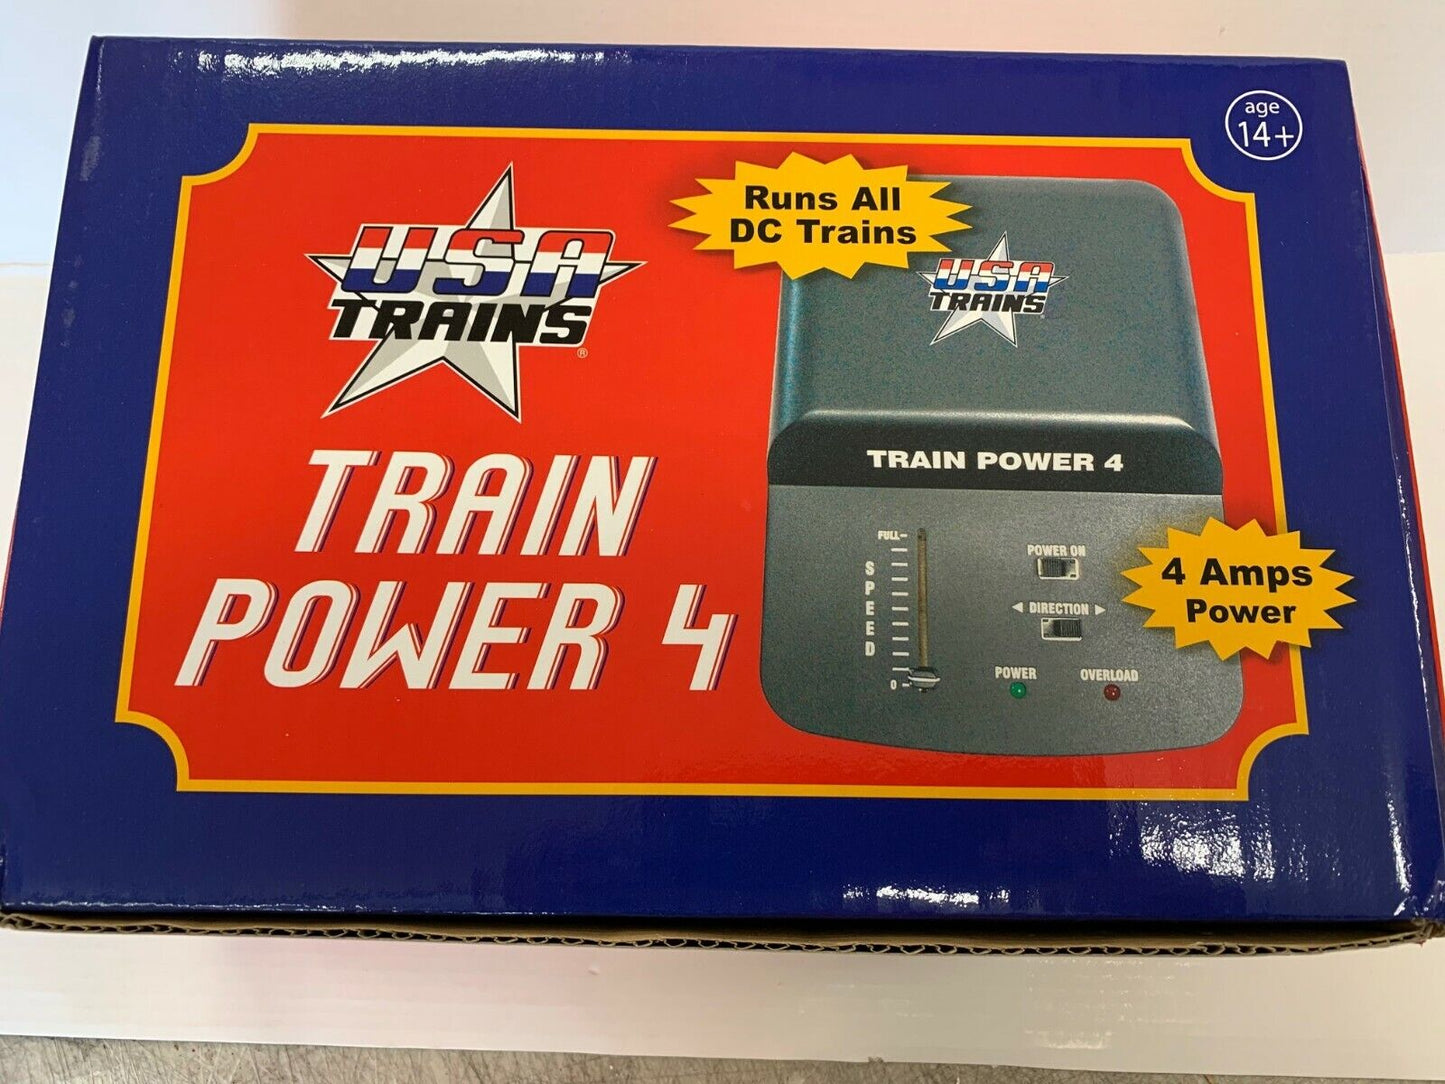 age
14+
USA
TRAINS®
TRAIN
POWER 4
Runs All
DC Trains
USA
TRAINS
TRAIN POWER 4
FULL
SPEED
0
POWER ON
◀ DIRECTION ▶
POWER
OVERLOAD
4 Amps
Power